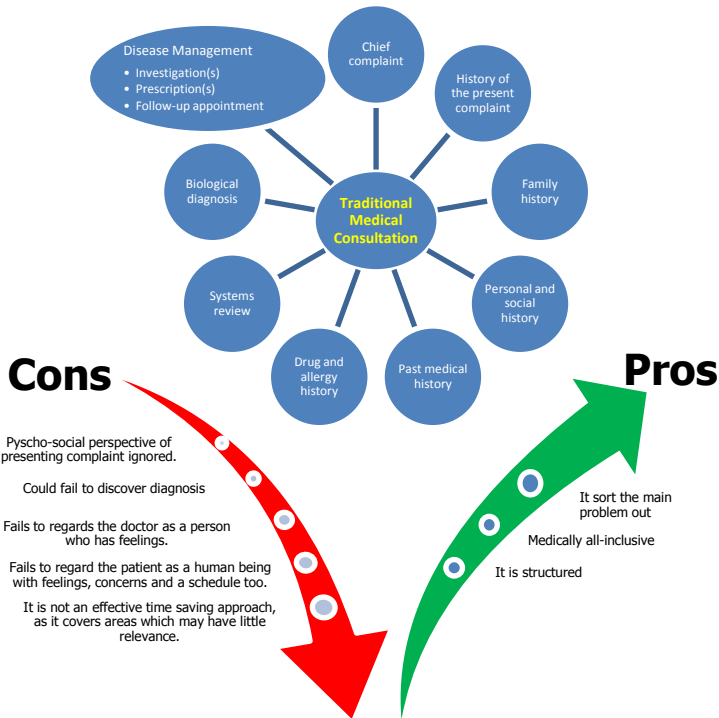 Disease Management
• Investigation(s)
• Prescription(s)
• Follow-up appointment
Chief
complaint
History of
the present
complaint
Family
history
Personal and
social
history
Past medical
history
Drug and
allergy
history
Systems
review
Biological
diagnosis
Traditional
Medical
Consultation
Cons
Pyscho-social perspective of
presenting complaint ignored.
Could fail to discover diagnosis
Fails to regards the doctor as a person
who has feelings.
Fails to regard the patient as a human being
with feelings, concerns and a schedule too.
It is not an effective time saving approach,
as it covers areas which may have little
relevance.
Pros
It sort the main
problem out
Medically all-inclusive
It is structured